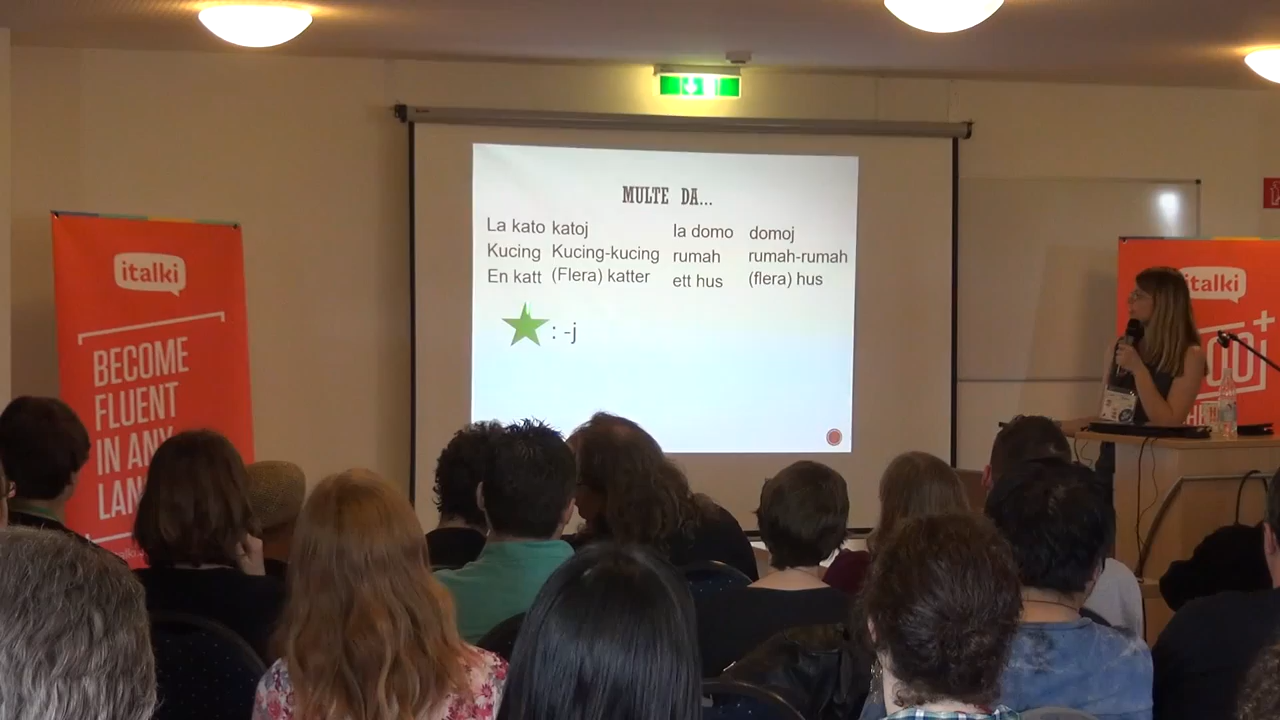 MULTE DA...
La kato katoj la domo domoj
Kucing Kucing-kucing rumah rumah-rumah
En katt (Flera) katter ett hus (flera) hus
: -j
italki
BECOME
FLUENT
IN ANY
italki